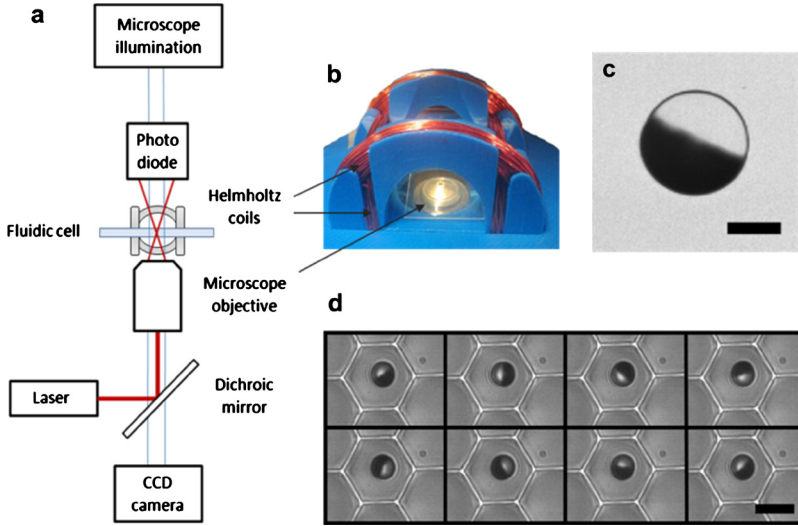 a
Microscope
illumination
Photo
diode
Fluidic cell
Laser
Dichroic
mirror
CCD
camera
b
Helmholtz
coils
Microscope
objective
c
d